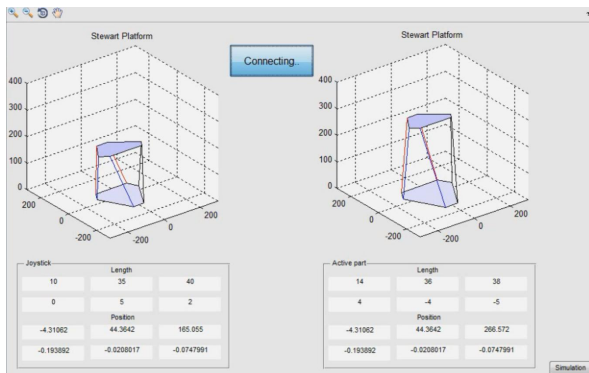 Stewart Platform
400
300
200
100
0
200
0
-200
-200
0
200
Connecting..
Stewart Platform
400
300
200
100
0
200
0
-200
-200
0
200
Joystick
Length
10 35 40
0 5 2
Position
-4.31062 44.3642 165.055
-0.193892 -0.0208017 -0.0747991
Active part
Length
14 36 38
4 -4 -5
Position
-4.31062 44.3642 266.572
-0.193892 -0.0208017 -0.0747991
Simulation